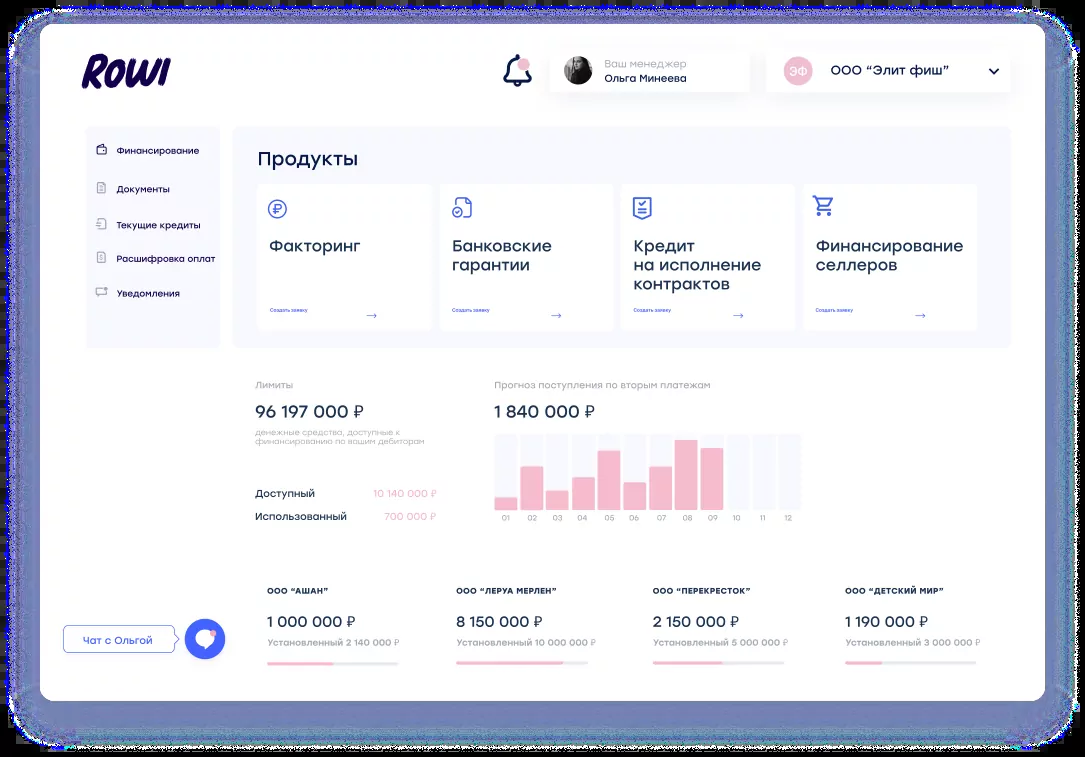 ROWI
Ваш менеджер
Ольга Минеева
ЭФ
ООО “Элит фиш”
Финансирование
Документы
Текущие кредиты
Расшифровка оплат
Уведомления
Продукты
Факторинг
Создать заявку
Банковские
гарантии
Создать заявку
Кредит
на исполнение
контрактов
Создать заявку
Финансирование
селлеров
Создать заявку
Лимиты
96 197 000 ₽
денежные средства, доступные к
финансированию по вашим дебиторам
Доступный 10 140 000 ₽
Использованный 700 000 ₽
Прогноз поступления по вторым платежам
1 840 000 ₽
01 02 03 04 05 06 07 08 09 10 11 12
ООО “АШАН”
1 000 000 ₽
Установленный 2 140 000 ₽
ООО “ЛЕРУА МЕРЛЕН”
8 150 000 ₽
Установленный 10 000 000 ₽
ООО “ПЕРЕКРЕСТОК”
2 150 000 ₽
Установленный 5 000 000 ₽
ООО “ДЕТСКИЙ МИР”
1 190 000 ₽
Установленный 3 000 000 ₽
Чат с Ольгой